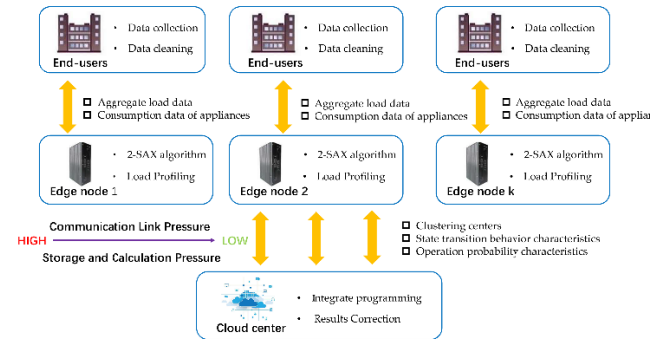 • Data collection
• Data cleaning
End-users
• Data collection
• Data cleaning
End-users
• Data collection
• Data cleaning
End-users
Aggregate load data
Consumption data of appliances
Aggregate load data
Consumption data of appliances
Aggregate load data
Consumption data of applian
• 2-SAX algorithm
• Load Profiling
Edge node 1
• 2-SAX algorithm
• Load Profiling
Edge node 2
• 2-SAX algorithm
• Load Profiling
Edge node k
Communication Link Pressure
HIGH LOW
Storage and Calculation Pressure
Clustering centers
State transition behavior characteristics
Operation probability characteristics
• Integrate programming
• Results Correction
Cloud center